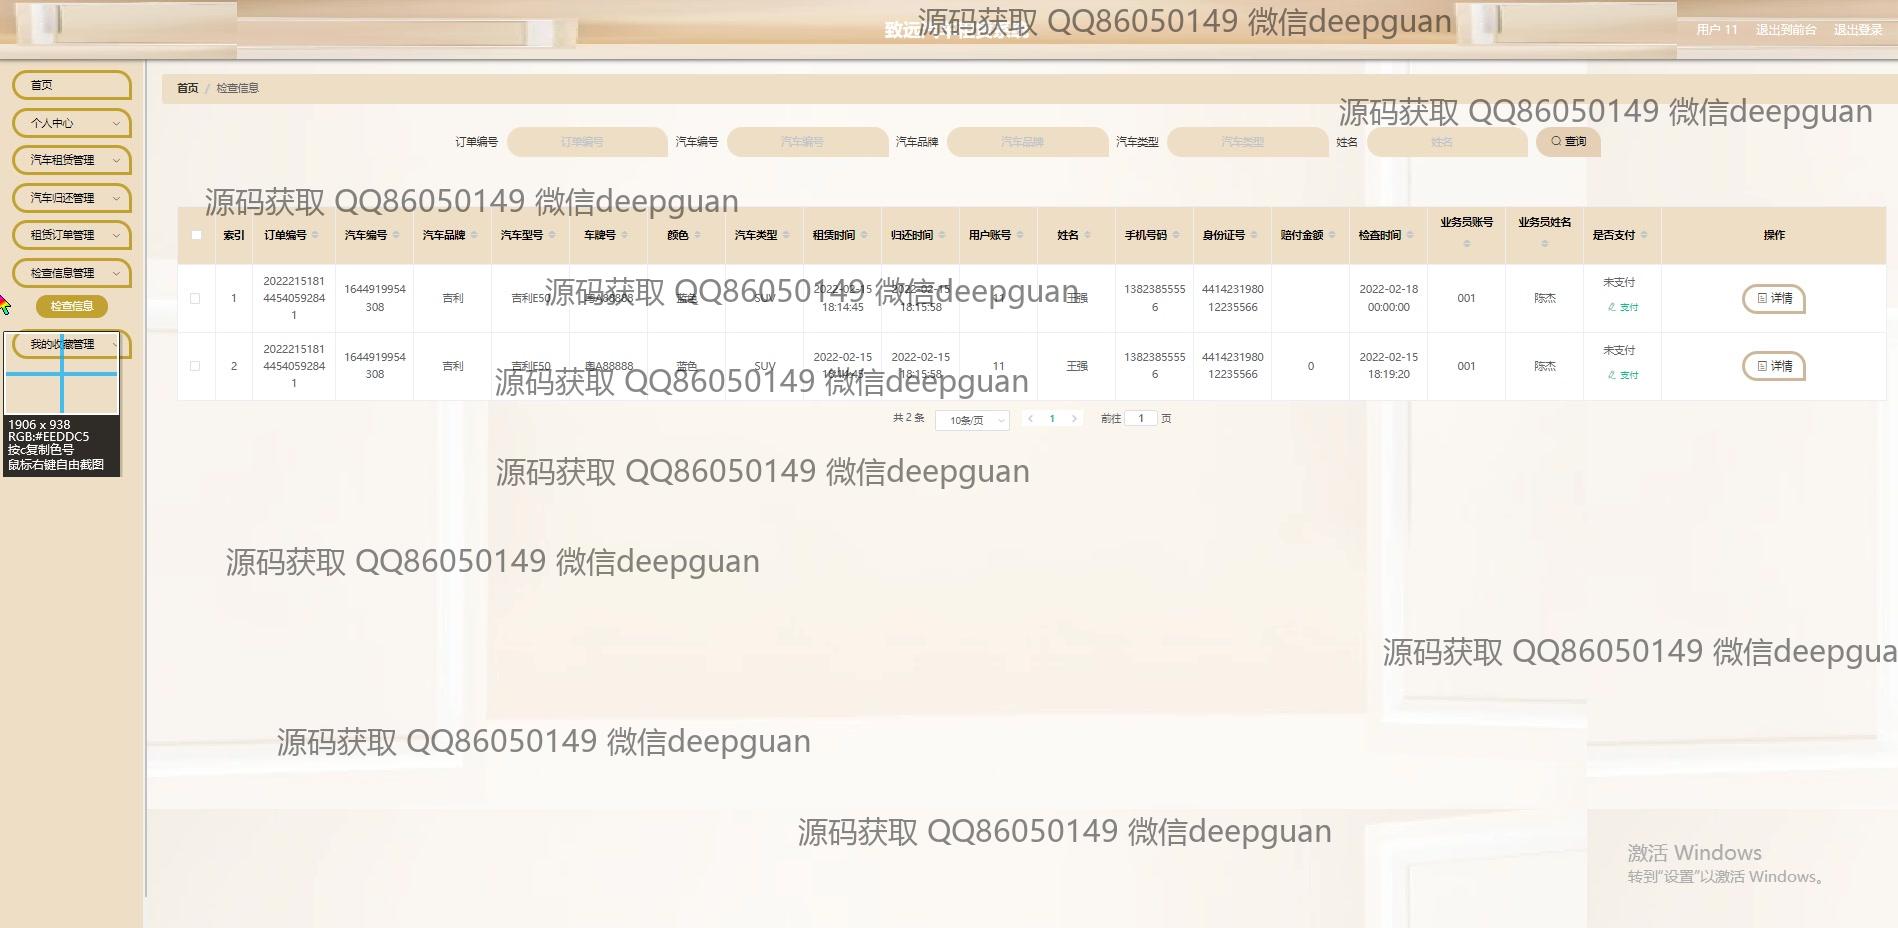 源码获取 QQ86050149 微信deepguan
用户 11 退出到前台 退出登录
首页
个人中心
汽车租赁管理
汽车归还管理
租赁订单管理
检查信息管理
检查信息
我的收藏管理
1906 x 938
RGB:#EEDDC5
按c复制色号
鼠标右键自由截图
首页 / 检查信息
源码获取 QQ86050149 微信deepguan
订单编号 订单编号 汽车编号 汽车编号 汽车品牌 汽车品牌 汽车类型 汽车类型 姓名 姓名 查询
源码获取 QQ86050149 微信deepguan
索引 订单编号 汽车编号 汽车品牌 汽车型号 车牌号 颜色 汽车类型 租赁时间 归还时间 用户账号 姓名 手机号码 身份证号 赔付金额 检查时间 业务员账号 业务员姓名 是否支付 操作
源码获取 QQ86050149 微信deepguan
1 2022215181 4454059284 1 1644919954 308 吉利 吉利E50 粤A88888 蓝色 SUV 2022-02-15 18:14:45 2022-02-15 18:15:58 11 王强 1382385555 6 4414231980 12235566 2022-02-18 00:00:00 001 陈杰 未支付 支付 详情
2 2022215181 4454059284 1 1644919954 308 吉利 吉利E50 粤A88888 蓝色 SUV 2022-02-15 18:14:45 2022-02-15 18:15:58 11 王强 1382385555 6 4414231980 12235566 0 2022-02-15 18:19:20 001 陈杰 未支付 支付 详情
源码获取 QQ86050149 微信deepguan
共 2 条 10条/页 1 前往 1 页
源码获取 QQ86050149 微信deepguan
源码获取 QQ86050149 微信deepguan
源码获取 QQ86050149 微信deepgua
源码获取 QQ86050149 微信deepguan
源码获取 QQ86050149 微信deepguan
激活 Windows
转到"设置"以激活 Windows。